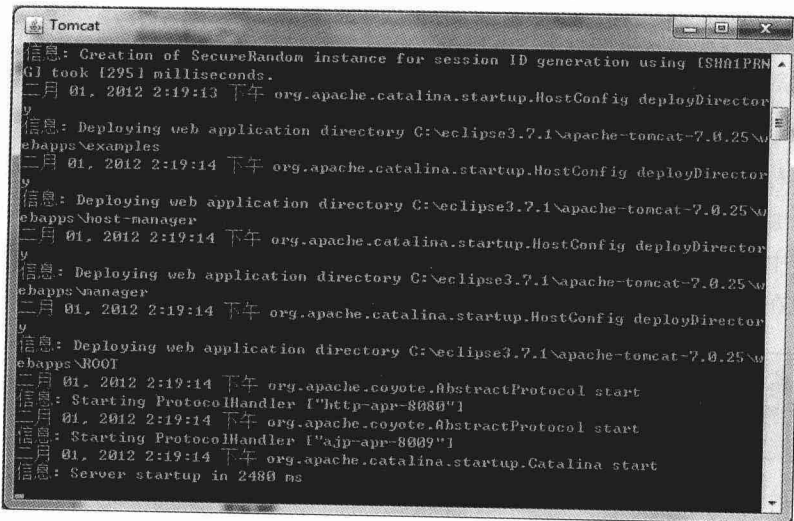 Tomcat
信息: Creation of SecureRandom instance for session ID generation using [SHA1PRN
G] took [295] milliseconds.
二月 01, 2012 2:19:13 下午 org.apache.catalina.startup.HostConfig deployDirector
y
信息: Deploying web application directory C:\eclipse3.7.1\apache-tomcat-7.0.25\w
ebapps\examples
二月 01, 2012 2:19:14 下午 org.apache.catalina.startup.HostConfig deployDirector
y
信息: Deploying web application directory C:\eclipse3.7.1\apache-tomcat-7.0.25\w
ebapps\host-manager
二月 01, 2012 2:19:14 下午 org.apache.catalina.startup.HostConfig deployDirector
y
信息: Deploying web application directory C:\eclipse3.7.1\apache-tomcat-7.0.25\w
ebapps\manager
二月 01, 2012 2:19:14 下午 org.apache.catalina.startup.HostConfig deployDirector
y
信息: Deploying web application directory C:\eclipse3.7.1\apache-tomcat-7.0.25\w
ebapps\ROOT
二月 01, 2012 2:19:14 下午 org.apache.coyote.AbstractProtocol start
信息: Starting ProtocolHandler ["http-apr-8080"]
二月 01, 2012 2:19:14 下午 org.apache.coyote.AbstractProtocol start
信息: Starting ProtocolHandler ["ajp-apr-8009"]
二月 01, 2012 2:19:14 下午 org.apache.catalina.startup.Catalina start
信息: Server startup in 2480 ms